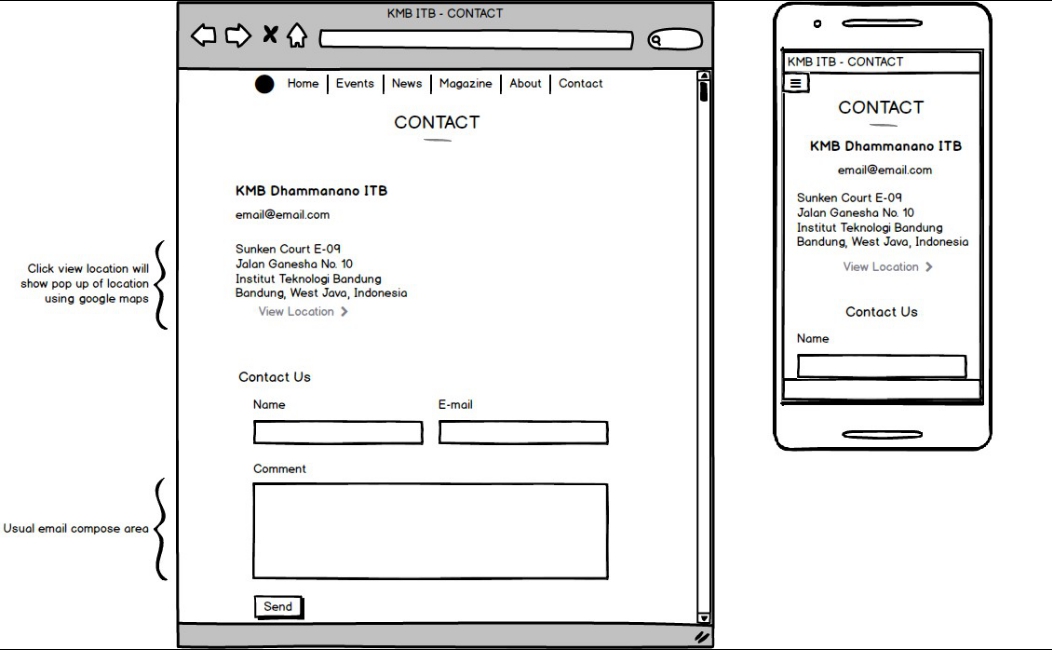 KMB ITB - CONTACT
Home | Events | News | Magazine | About | Contact
CONTACT
KMB Dhammanano ITB
email@email.com
Sunken Court E-09
Jalan Ganesha No. 10
Institut Teknologi Bandung
Bandung, West Java, Indonesia
View Location
Click view location will
show pop up of location
using google maps
Contact Us
Name E-mail
Comment
Usual email compose area
Send
KMB ITB - CONTACT
CONTACT
KMB Dhammanano ITB
email@email.com
Sunken Court E-09
Jalan Ganesha No. 10
Institut Teknologi Bandung
Bandung, West Java, Indonesia
View Location
Contact Us
Name